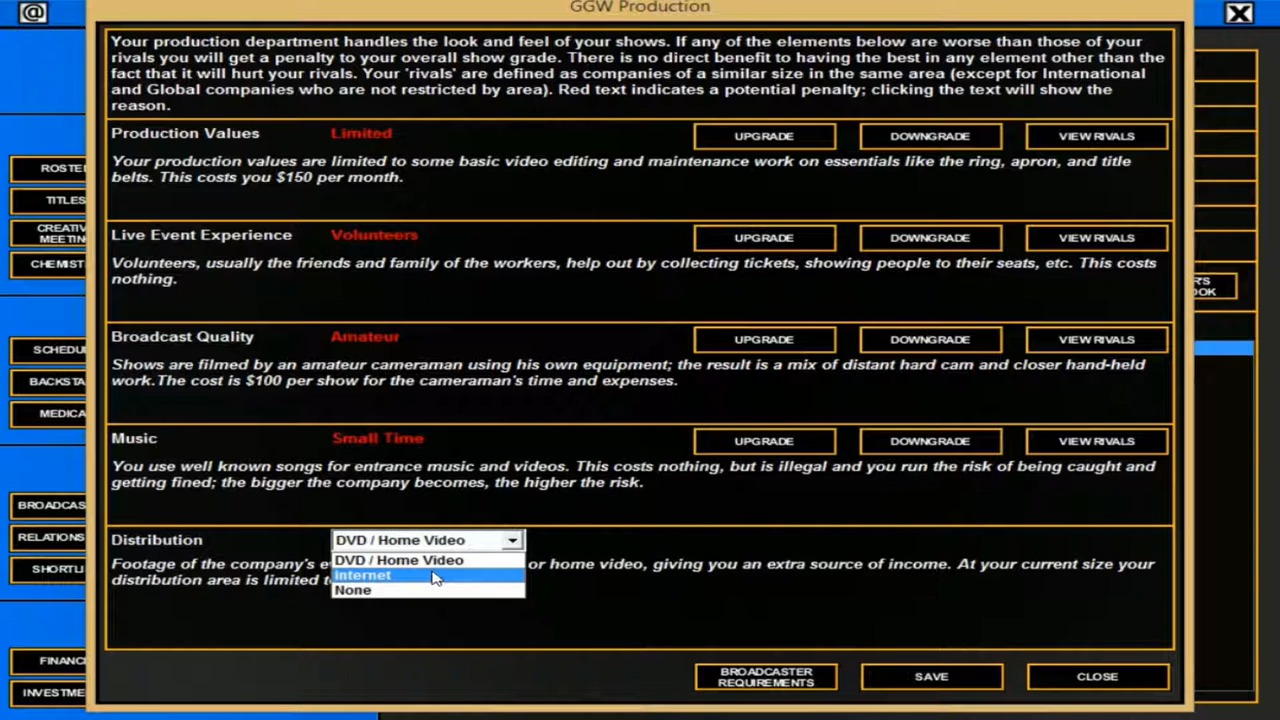 @
GGW Production
X
Your production department handles the look and feel of your shows. If any of the elements below are worse than those of your
rivals you will get a penalty to your overall show grade. There is no direct benefit to having the best in any element other than the
fact that it will hurt your rivals. Your 'rivals' are defined as companies of a similar size in the same area (except for International
and Global companies who are not restricted by area). Red text indicates a potential penalty; clicking the text will show the
reason.
Production Values Limited UPGRADE DOWNGRADE VIEW RIVALS
Your production values are limited to some basic video editing and maintenance work on essentials like the ring, apron, and title
belts. This costs you $150 per month.
Live Event Experience Volunteers UPGRADE DOWNGRADE VIEW RIVALS
Volunteers, usually the friends and family of the workers, help out by collecting tickets, showing people to their seats, etc. This costs
nothing.
Broadcast Quality Amateur UPGRADE DOWNGRADE VIEW RIVALS
Shows are filmed by an amateur cameraman using his own equipment; the result is a mix of distant hard cam and closer hand-held
work.The cost is $100 per show for the cameraman's time and expenses.
Music Small Time UPGRADE DOWNGRADE VIEW RIVALS
You use well known songs for entrance music and videos. This costs nothing, but is illegal and you run the risk of being caught and
getting fined; the bigger the company becomes, the higher the risk.
Distribution DVD / Home Video
DVD / Home Video
Internet
None
Footage of the company's e or home video, giving you an extra source of income. At your current size your
distribution area is limited t
BROADCASTER
REQUIREMENTS
SAVE
CLOSE
ROSTE
TITLES
CREATIV
MEETIN
CHEMIST
SCHEDU
BACKSTA
MEDICA
BROADCAS
RELATIONS
SHORTLI
FINANC
INVESTME
R'S
OOK